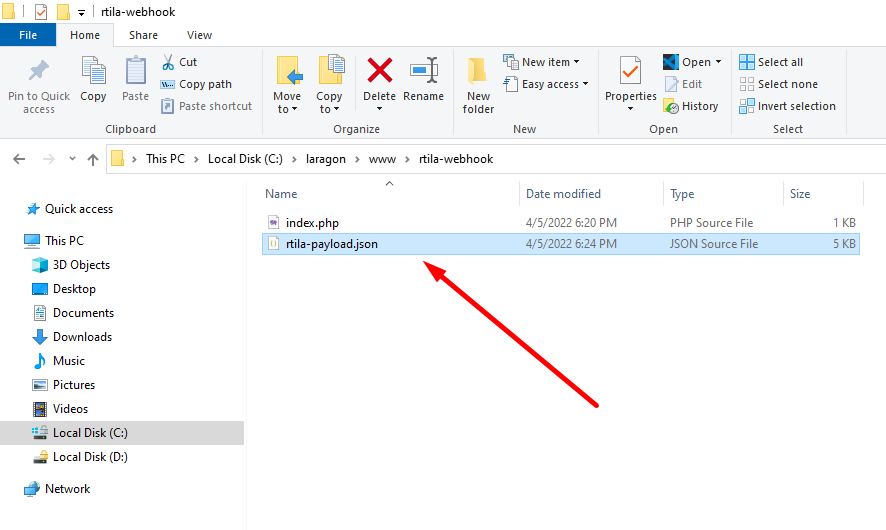 rtila-webhook
File Home Share View
Pin to Quick access
Copy
Paste
Cut
Copy path
Paste shortcut
Clipboard
Move to
Copy to
Delete
Rename
Organize
New folder
New item
Easy access
New
Properties
Open
Edit
History
Open
Select all
Select none
Invert selection
Select
This PC > Local Disk (C:) > laragon > www > rtila-webhook
Name Date modified Type Size
index.php 4/5/2022 6:20 PM PHP Source File 1 KB
rtila-payload.json 4/5/2022 6:24 PM JSON Source File 5 KB
Quick access
This PC
3D Objects
Desktop
Documents
Downloads
Music
Pictures
Videos
Local Disk (C:)
Local Disk (D:)
Network